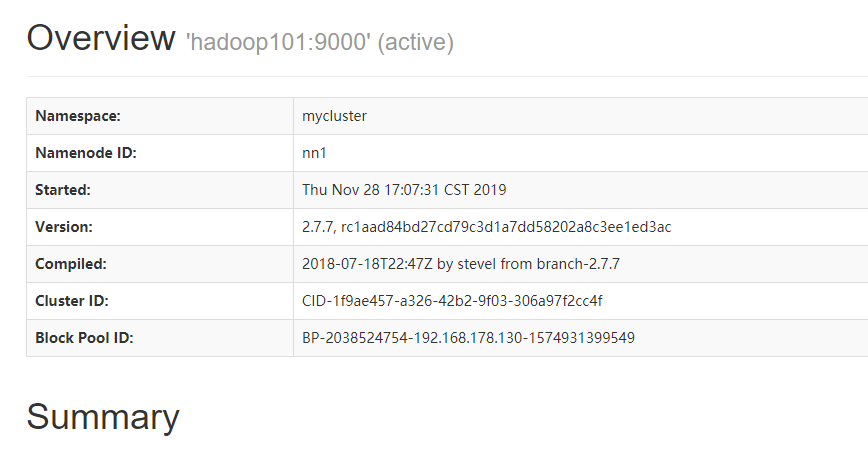 Overview 'hadoop101:9000' (active)
Namespace: mycluster
Namenode ID: nn1
Started: Thu Nov 28 17:07:31 CST 2019
Version: 2.7.7, rc1aad84bd27cd79c3d1a7dd58202a8c3ee1ed3ac
Compiled: 2018-07-18T22:47Z by stevel from branch-2.7.7
Cluster ID: CID-1f9ae457-a326-42b2-9f03-306a97f2cc4f
Block Pool ID: BP-2038524754-192.168.178.130-1574931399549
Summary